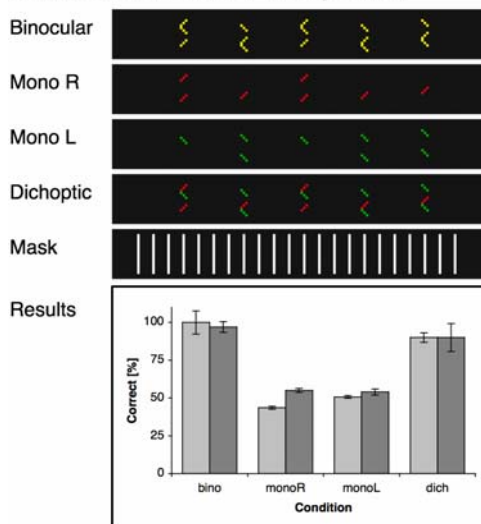 Binocular
Mono R
Mono L
Dichoptic
Mask
Results
100
75
50
25
0
Correct [%]
bino monoR monoL dich
Condition